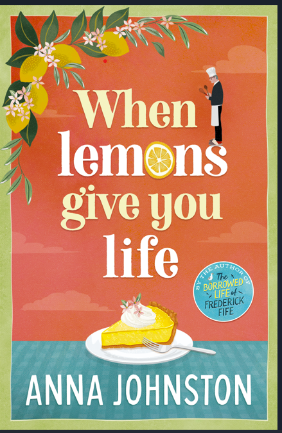 When
lemons
give you
life
BY THE AUTHOR OF
The
BORROWED
LIFE of
FREDERICK
FIFE
ANNA JOHNSTON